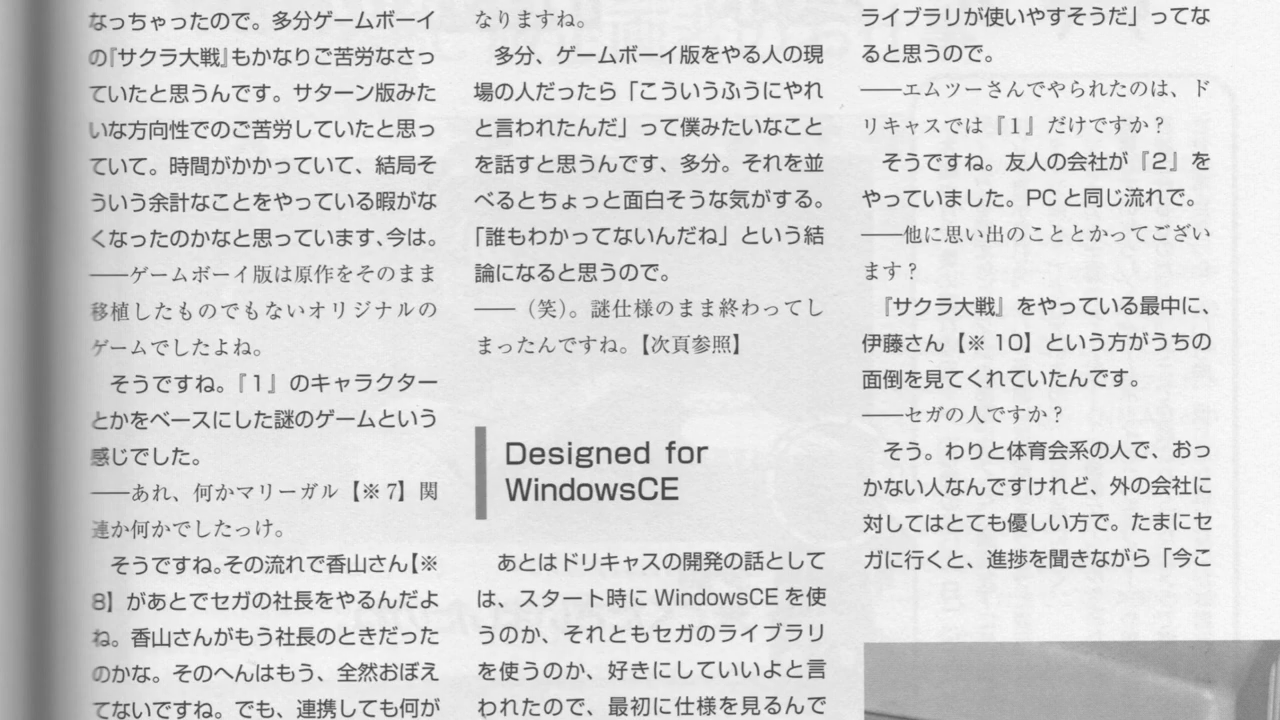 なっちゃったので。多分ゲームボーイ
の『サクラ大戦』もかなりご苦労なさっ
ていたと思うんです。サターン版みた
いな方向性でのご苦労していたと思っ
ていて。時間がかかっていて、結局そ
ういう余計なことをやっている暇がな
くなったのかなと思っています、今は。
――ゲームボーイ版は原作をそのまま
移植したものでもないオリジナルの
ゲームでしたよね。
そうですね。『1』のキャラクター
とかをベースにした謎のゲームという
感じでした。
――あれ、何かマリーガル【※7】関
連か何かでしたっけ。
そうですね。その流れで香山さん【※
8】があとでセガの社長をやるんだよ
ね。香山さんがもう社長のときだった
のかな。そのへんはもう、全然おぼえ
てないですね。でも、連携しても何が
なりますね。
多分、ゲームボーイ版をやる人の現
場の人だったら「こういうふうにやれ
と言われたんだ」って僕みたいなこと
を話すと思うんです、多分。それを並
べるとちょっと面白そうな気がする。
「誰もわかってないんだね」という結
論になると思うので。
――（笑）。謎仕様のまま終わってし
まったんですね。【次頁参照】
Designed for
WindowsCE
あとはドリキャスの開発の話として
は、スタート時に WindowsCE を使
うのか、それともセガのライブラリ
を使うのか、好きにしていいよと言
われたので、最初に仕様を見るんで
ライブラリが使いやすそうだ」ってな
ると思うので。
――エムツーさんでやられたのは、ド
リキャスでは『1』だけですか？
そうですね。友人の会社が『2』を
やっていました。PC と同じ流れで。
――他に思い出のこととかってござい
ます？
『サクラ大戦』をやっている最中に、
伊藤さん【※ 10】という方がうちの
面倒を見てくれていたんです。
――セガの人ですか？
そう。わりと体育会系の人で、おっ
かない人なんですけれど、外の会社に
対してはとても優しい方で。たまにセ
ガに行くと、進捗を聞きながら「今こ